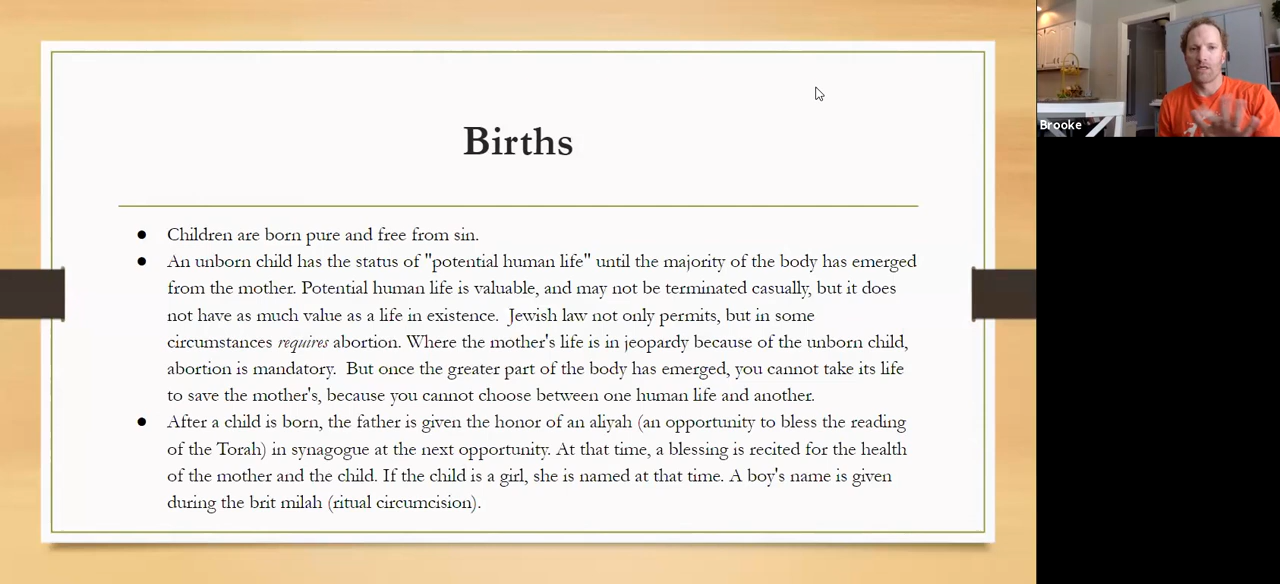 Births
● Children are born pure and free from sin.
● An unborn child has the status of "potential human life" until the majority of the body has emerged
from the mother. Potential human life is valuable, and may not be terminated casually, but it does
not have as much value as a life in existence.  Jewish law not only permits, but in some
circumstances requires abortion. Where the mother's life is in jeopardy because of the unborn child,
abortion is mandatory.  But once the greater part of the body has emerged, you cannot take its life
to save the mother's, because you cannot choose between one human life and another.
● After a child is born, the father is given the honor of an aliyah (an opportunity to bless the reading
of the Torah) in synagogue at the next opportunity. At that time, a blessing is recited for the health
of the mother and the child. If the child is a girl, she is named at that time. A boy's name is given
during the brit milah (ritual circumcision).
Brooke